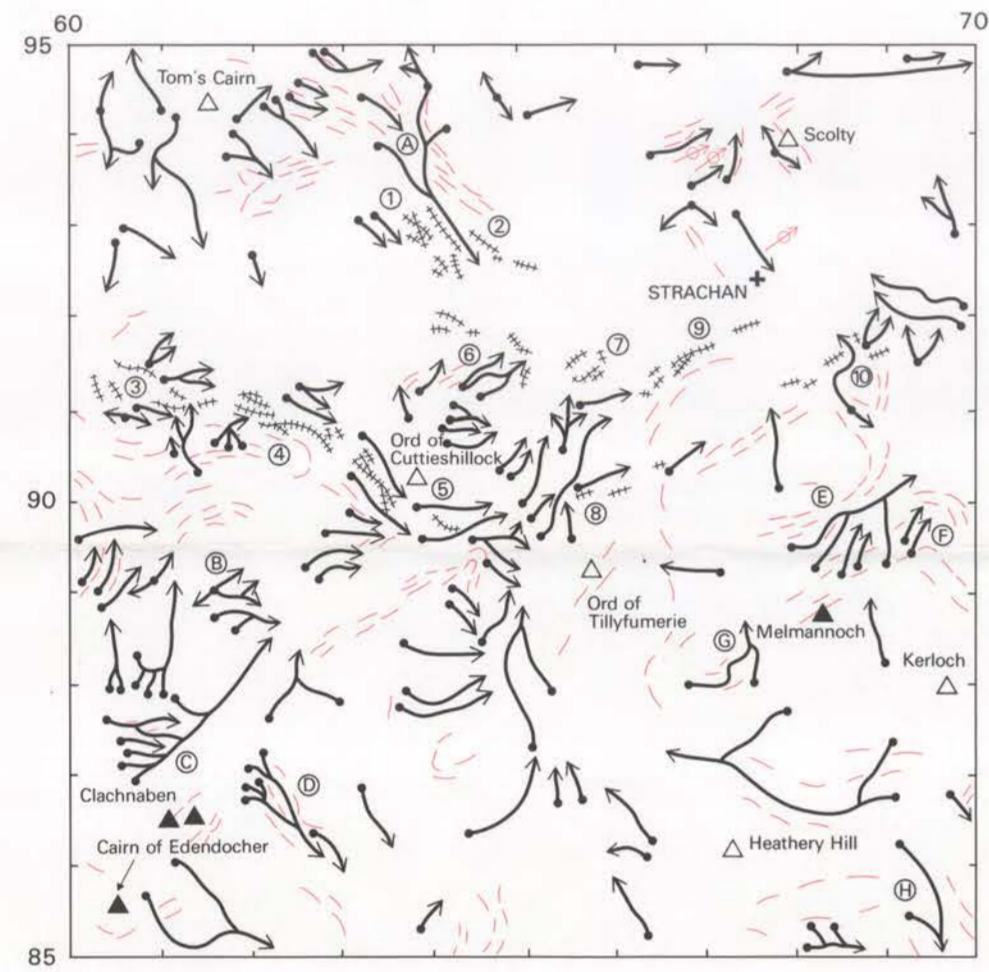 60
70
95
Tom's Cairn
Ⓐ
Scolty
①
②
STRACHAN
⑨
⑥
⑦
③
⑩
④
Ord of
Cuttieshillock
⑤
90
Ⓔ
⑧
Ⓕ
Ⓑ
Ord of
Tillyfumerie
Melmannoch
Ⓖ
Kerloch
Ⓒ
Ⓓ
Clachnaben
Cairn of Edendocher
Heathery Hill
Ⓗ
85